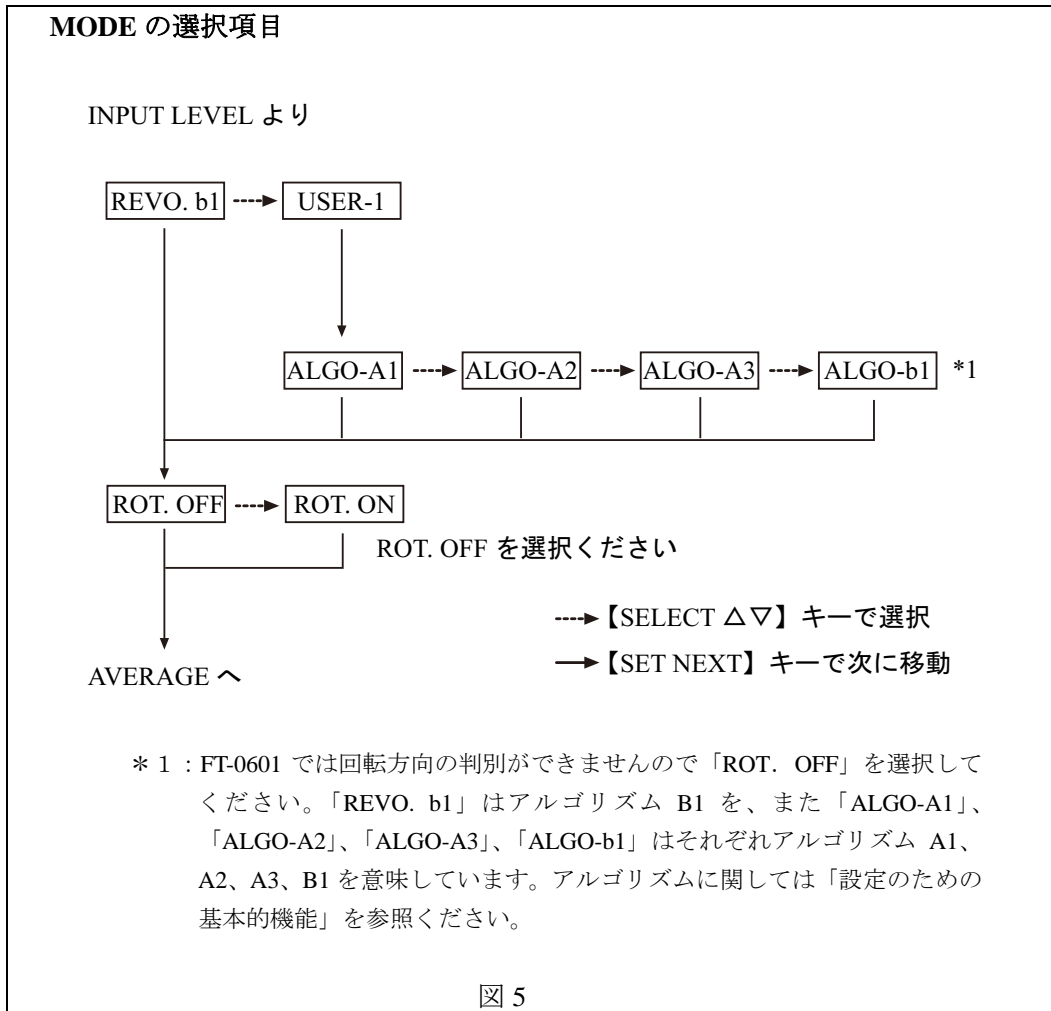 MODE の選択項目
INPUT LEVEL より
REVO. b1 USER-1
ALGO-A1 ALGO-A2 ALGO-A3 ALGO-b1 *1
ROT. OFF ROT. ON
ROT. OFF を選択ください
【SELECT △▽】キーで選択
【SET NEXT】キーで次に移動
AVERAGE へ
＊１：FT-0601 では回転方向の判別ができませんので「ROT. OFF」を選択して
ください。「REVO. b1」はアルゴリズム B1 を、また「ALGO-A1」、
「ALGO-A2」、「ALGO-A3」、「ALGO-b1」はそれぞれアルゴリズム A1、
A2、A3、B1 を意味しています。アルゴリズムに関しては「設定のための
基本的機能」を参照ください。
図 5